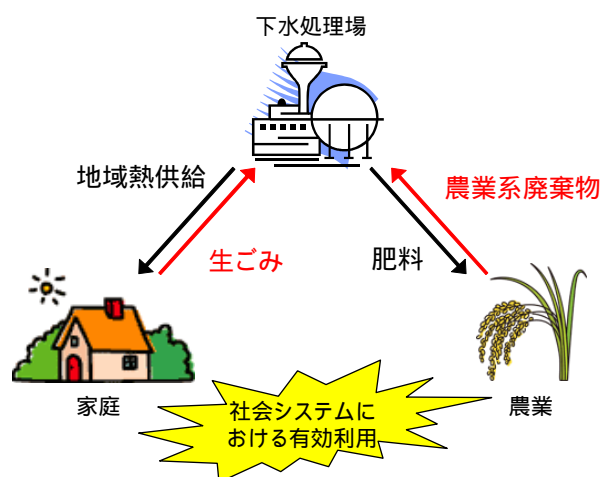 下水処理場
地域熱供給
農業系廃棄物
生ごみ
肥料
家庭
社会システムに
おける有効利用
農業